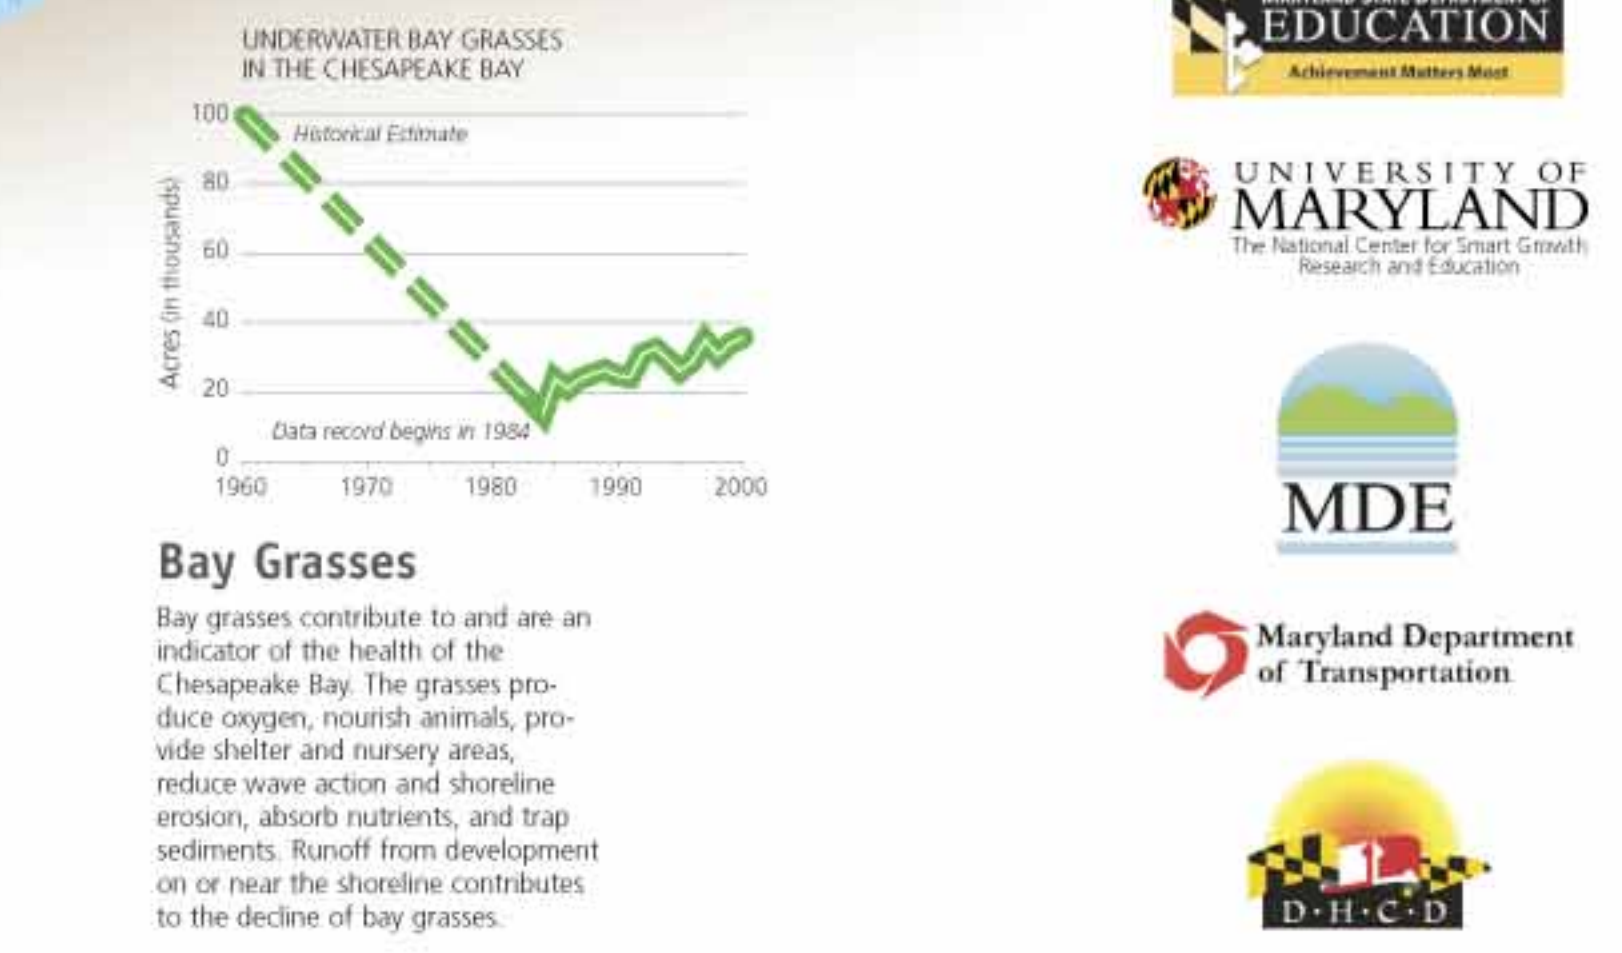 UNDERWATER BAY GRASSES
IN THE CHESAPEAKE BAY
100
Historical Estimate
80
60
40
20
0
Acres (in thousands)
Data record begins in 1984
1960 1970 1980 1990 2000
Bay Grasses
Bay grasses contribute to and are an
indicator of the health of the
Chesapeake Bay. The grasses pro-
duce oxygen, nourish animals, pro-
vide shelter and nursery areas,
reduce wave action and shoreline
erosion, absorb nutrients, and trap
sediments. Runoff from development
on or near the shoreline contributes
to the decline of bay grasses.
MARYLAND STATE DEPARTMENT OF
EDUCATION
Achievement Matters Most
UNIVERSITY OF
MARYLAND
The National Center for Smart Growth
Research and Education
MDE
Maryland Department
of Transportation
D·H·C·D